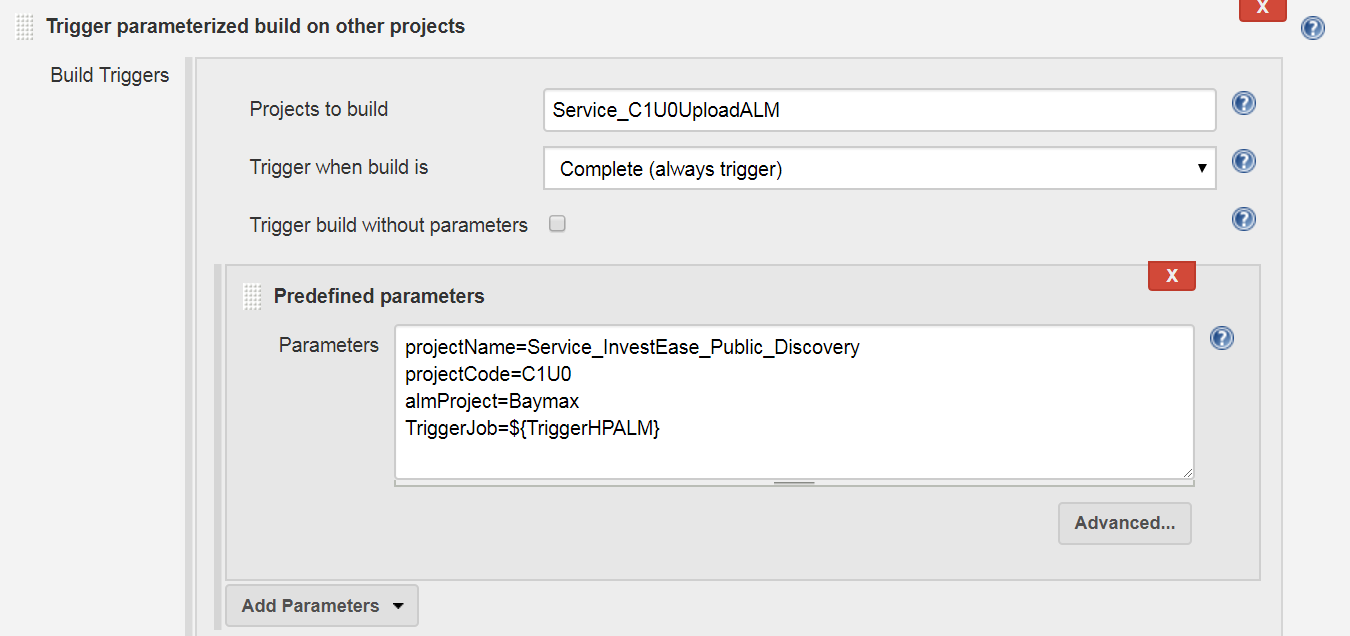 X
Trigger parameterized build on other projects
?
Build Triggers
Projects to build
Service_C1U0UploadALM
?
Trigger when build is
Complete (always trigger)
?
Trigger build without parameters
?
X
Predefined parameters
Parameters
projectName=Service_InvestEase_Public_Discovery
projectCode=C1U0
almProject=Baymax
TriggerJob=${TriggerHPALM}
?
Advanced...
Add Parameters